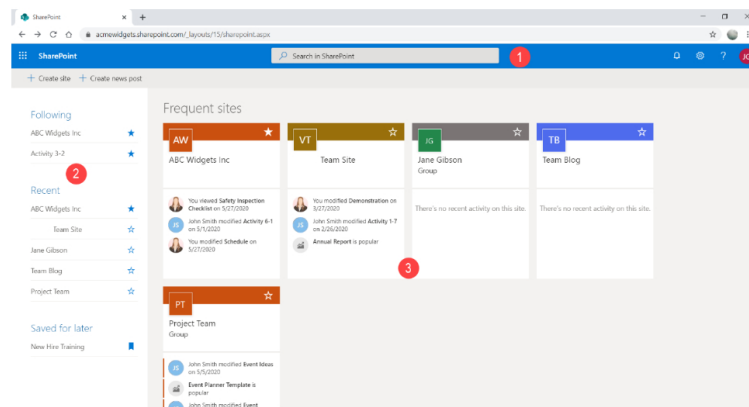 SharePoint
acmewidgets.sharepoint.com/_layouts/15/sharepoint.aspx
SharePoint
Search in SharePoint
1
?
JG
+ Create site + Create news post
Following
ABC Widgets Inc
Activity 3-2
2
Recent
ABC Widgets Inc
Team Site
Jane Gibson
Team Blog
Project Team
Saved for later
New Hire Training
Frequent sites
AW
ABC Widgets Inc
You viewed Safety Inspection
Checklist on 5/27/2020
JS
John Smith modified Activity 6-1
on 5/1/2020
You modified Schedule on
5/27/2020
VT
Team Site
You modified Demonstration on
3/27/2020
JS
John Smith modified Activity 1-7
on 2/26/2020
Annual Report is popular
JG
Jane Gibson
Group
There's no recent activity on this site.
TB
Team Blog
There's no recent activity on this site.
3
PT
Project Team
Group
JS
John Smith modified Event Ideas
on 5/5/2020
Event Planner Template is
popular
JS
John Smith modified Event